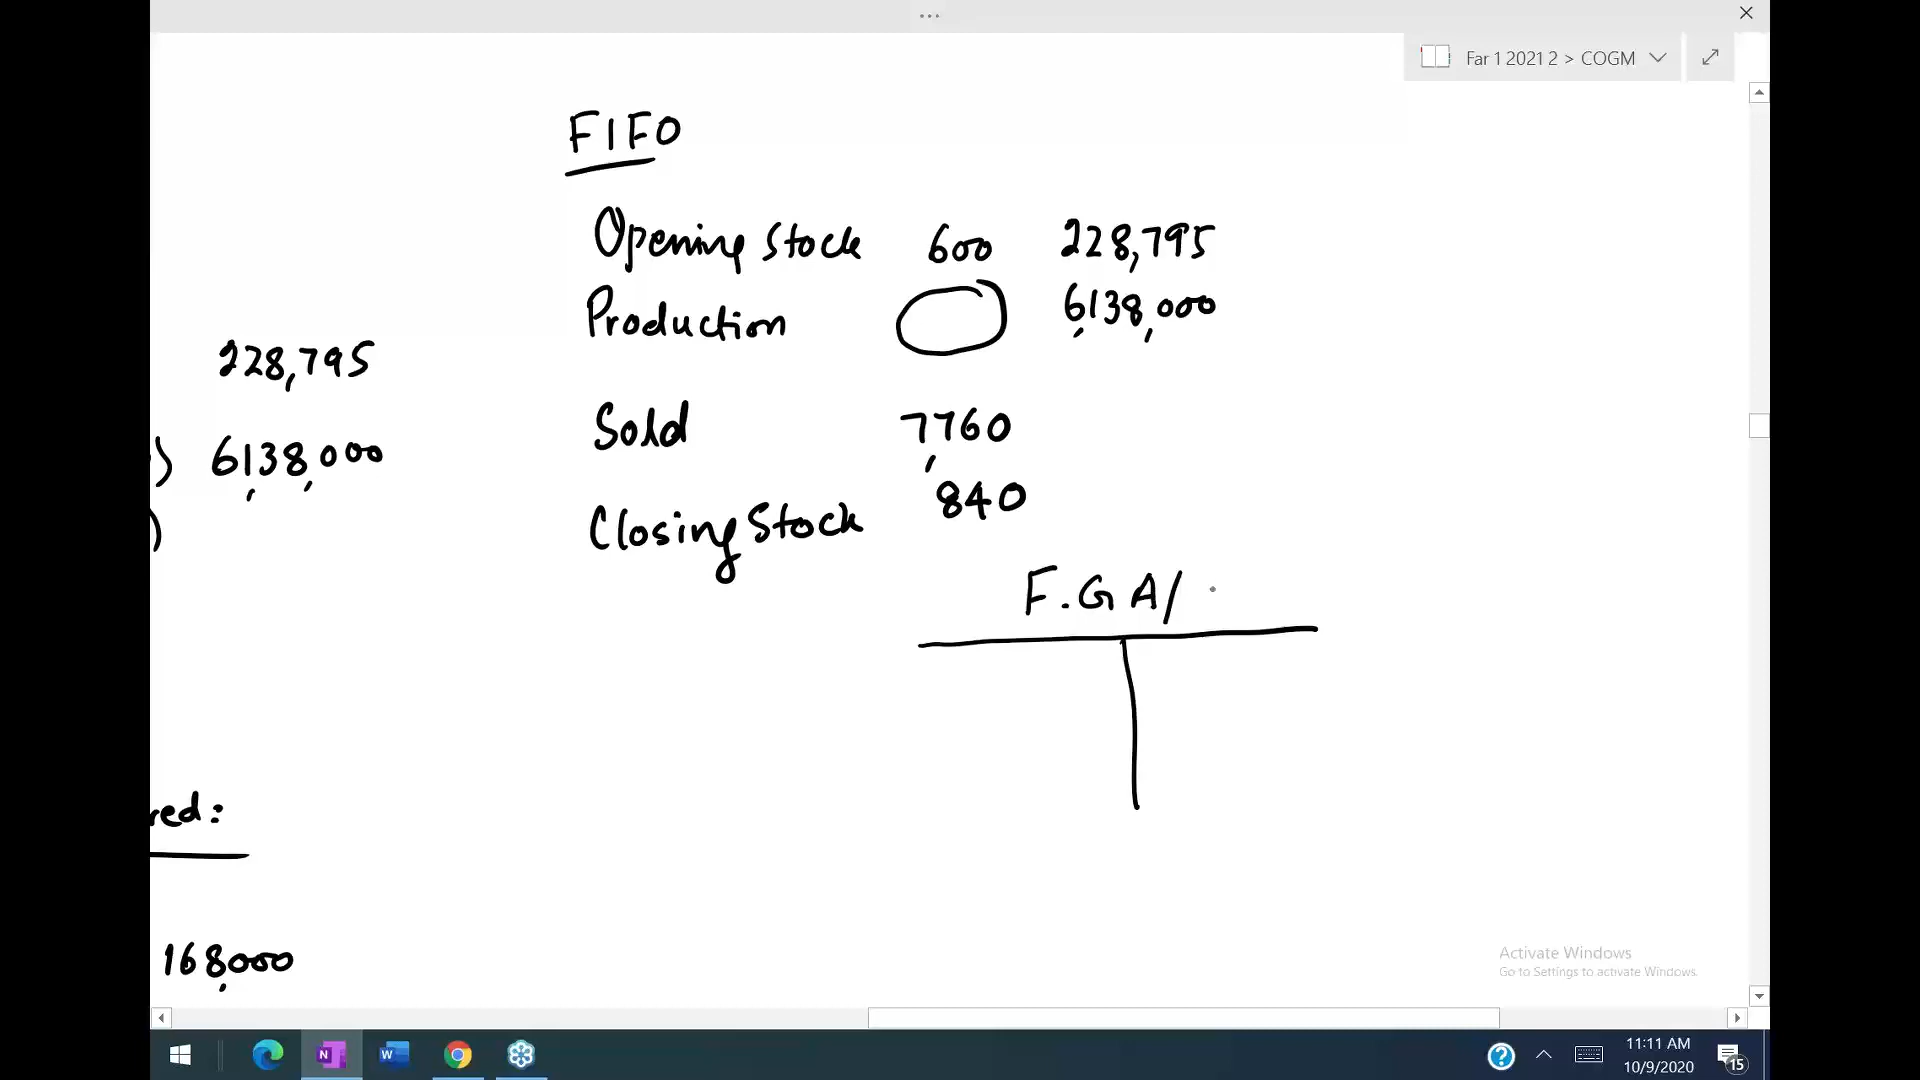 Far 1 2021 2 > COGM
FIFO
Opening Stock 600 228,795
Production 6,138,000
228,795
Sold 7,760
) 6,138,000
Closing Stock 840
)
F.G A/
red:
168,000
Activate Windows
Go to Settings to activate Windows.
11:11 AM
10/9/2020
15